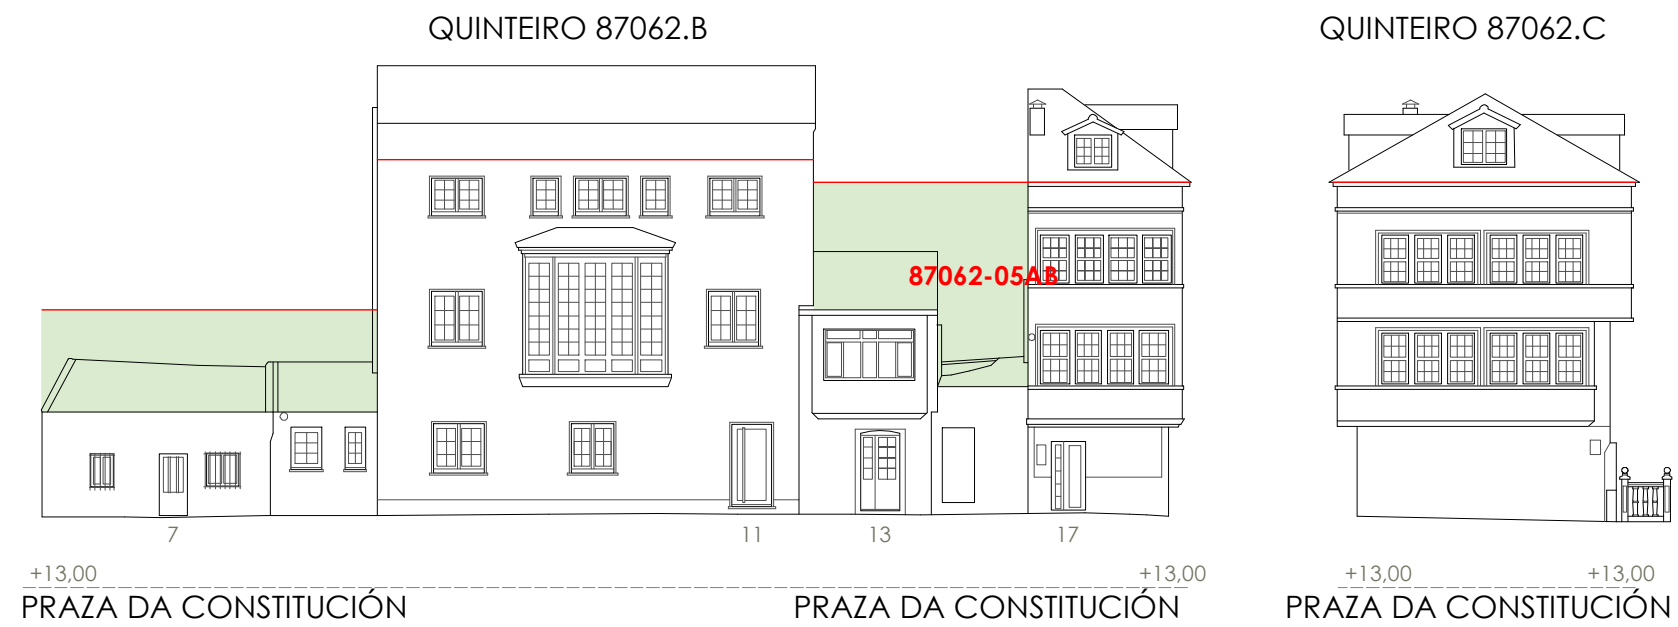 QUINTEIRO 87062.B
QUINTEIRO 87062.C
87062-05AB
7
11
13
17
+13,00
+13,00
+13,00
+13,00
PRAZA DA CONSTITUCIÓN
PRAZA DA CONSTITUCIÓN
PRAZA DA CONSTITUCIÓN